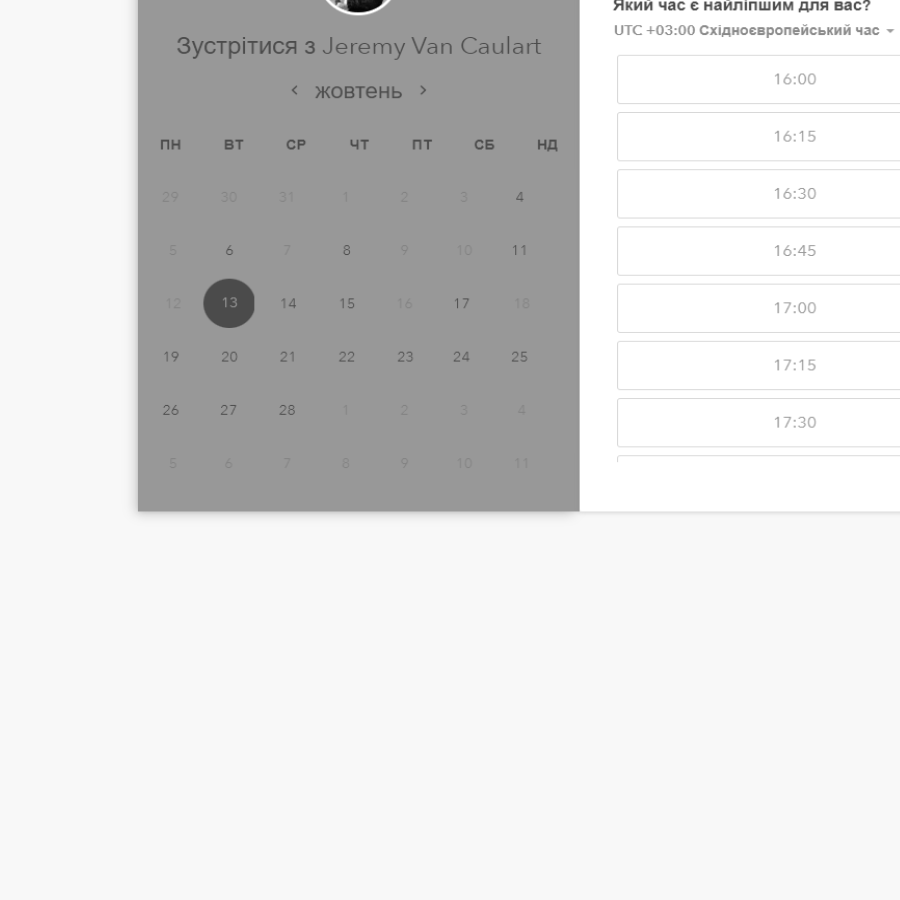 Зустрітися з Jeremy Van Caulart
‹ жовтень ›
ПН ВТ СР ЧТ ПТ СБ НД
29 30 31 1 2 3 4
5 6 7 8 9 10 11
12 13 14 15 16 17 18
19 20 21 22 23 24 25
26 27 28 1 2 3 4
5 6 7 8 9 10 11
Який час є найліпшим для вас?
UTC +03:00 Східноєвропейський час
16:00
16:15
16:30
16:45
17:00
17:15
17:30